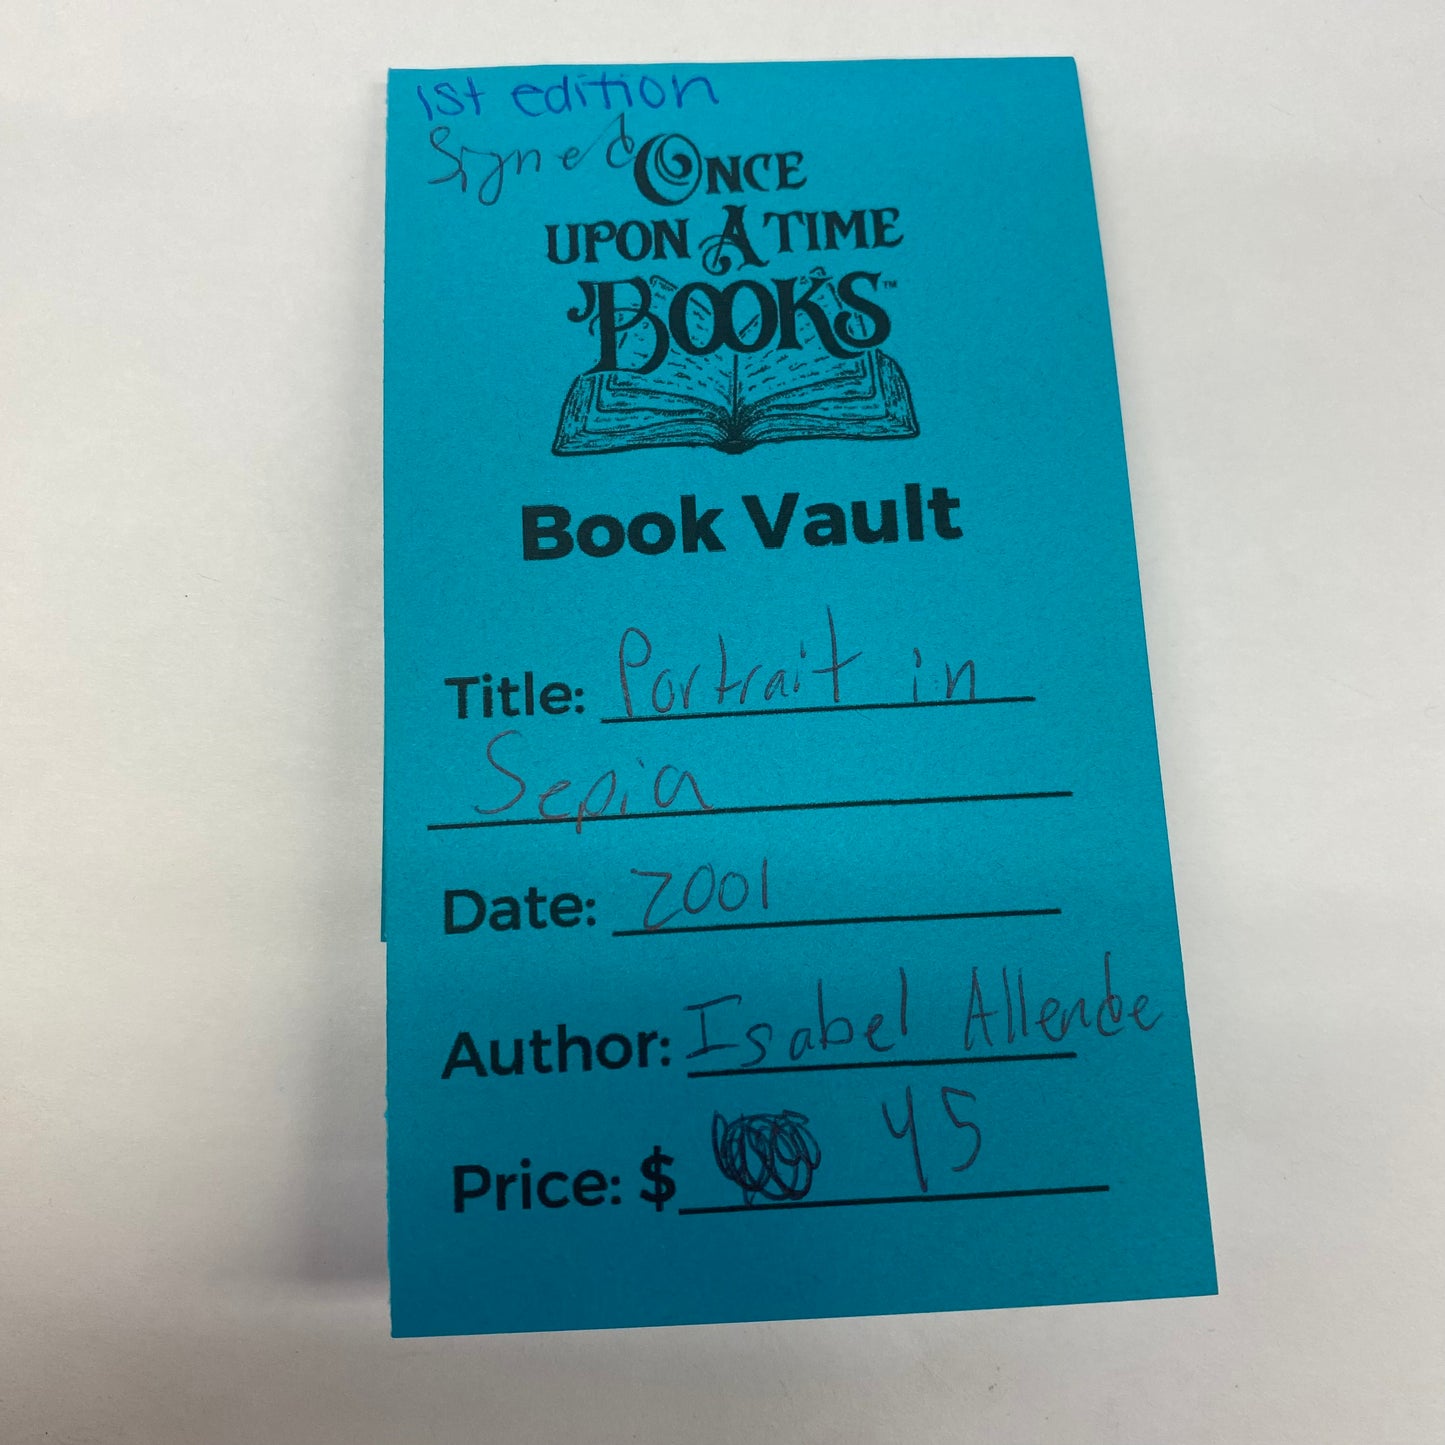 1st edition
Signed
ONCE
UPON A TIME
BOOKS™
Book Vault
Title: Portrait in
Sepia
Date: 2001
Author: Isabel Allende
Price: $ 45